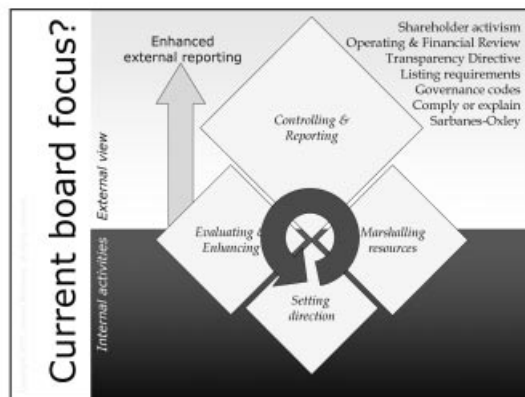 Current board focus?
External view
Internal activities
Enhanced
external reporting
Shareholder activism
Operating & Financial Review
Transparency Directive
Listing requirements
Governance codes
Comply or explain
Sarbanes-Oxley
Controlling &
Reporting
Evaluating &
Enhancing
Marshalling
resources
Setting
direction